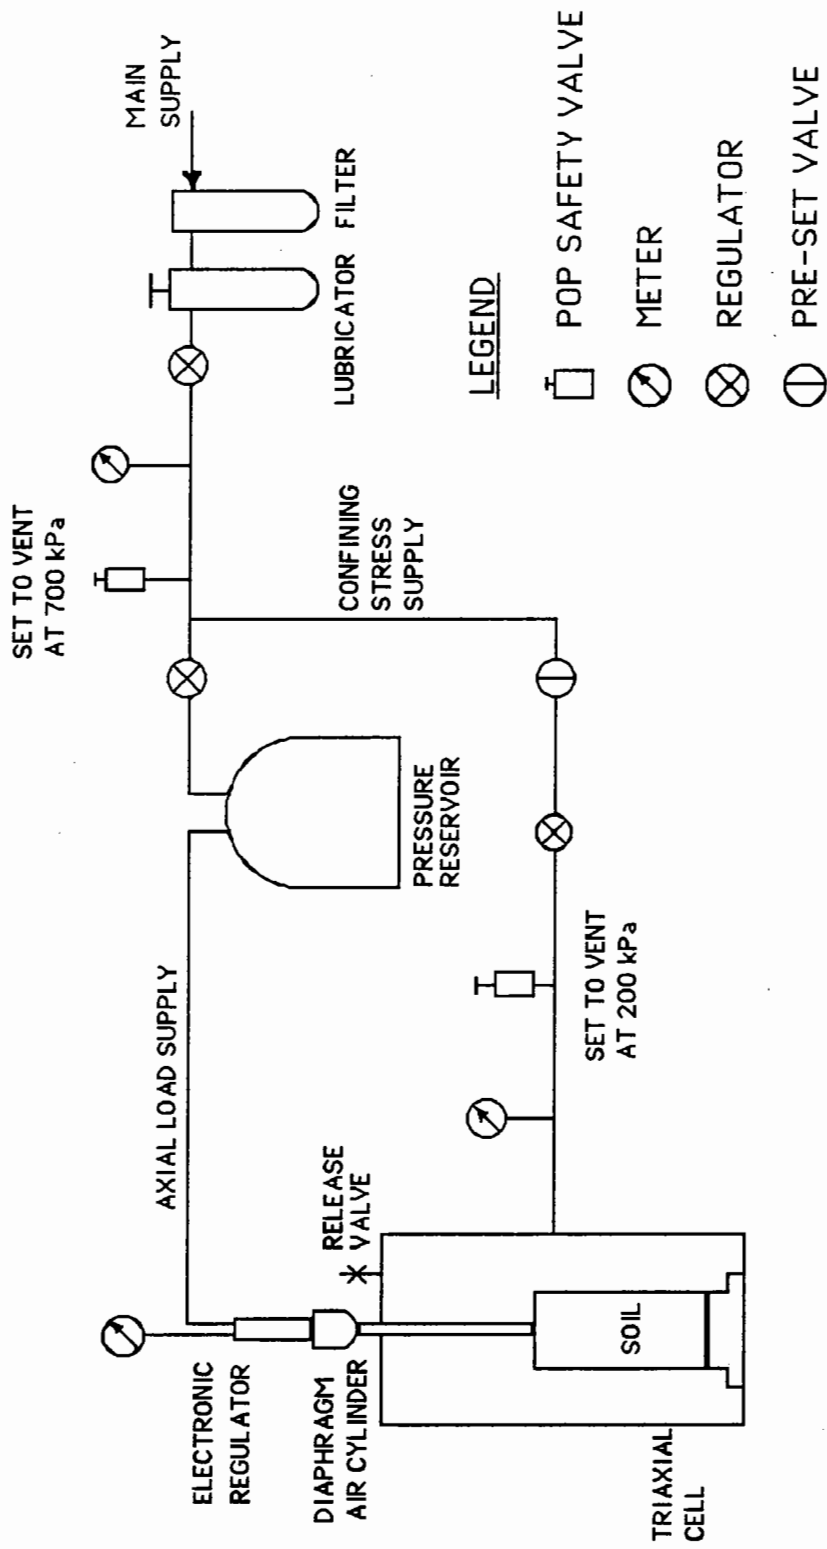 SET TO VENT
AT 700 kPa
MAIN
SUPPLY
AXIAL LOAD SUPPLY
ELECTRONIC
REGULATOR
DIAPHRAGM
AIR CYLINDER
RELEASE
VALVE
PRESSURE
RESERVOIR
CONFINING
STRESS
SUPPLY
LUBRICATOR
FILTER
SOIL
TRIAXIAL
CELL
SET TO VENT
AT 200 kPa
LEGEND
POP SAFETY VALVE
METER
REGULATOR
PRE-SET VALVE